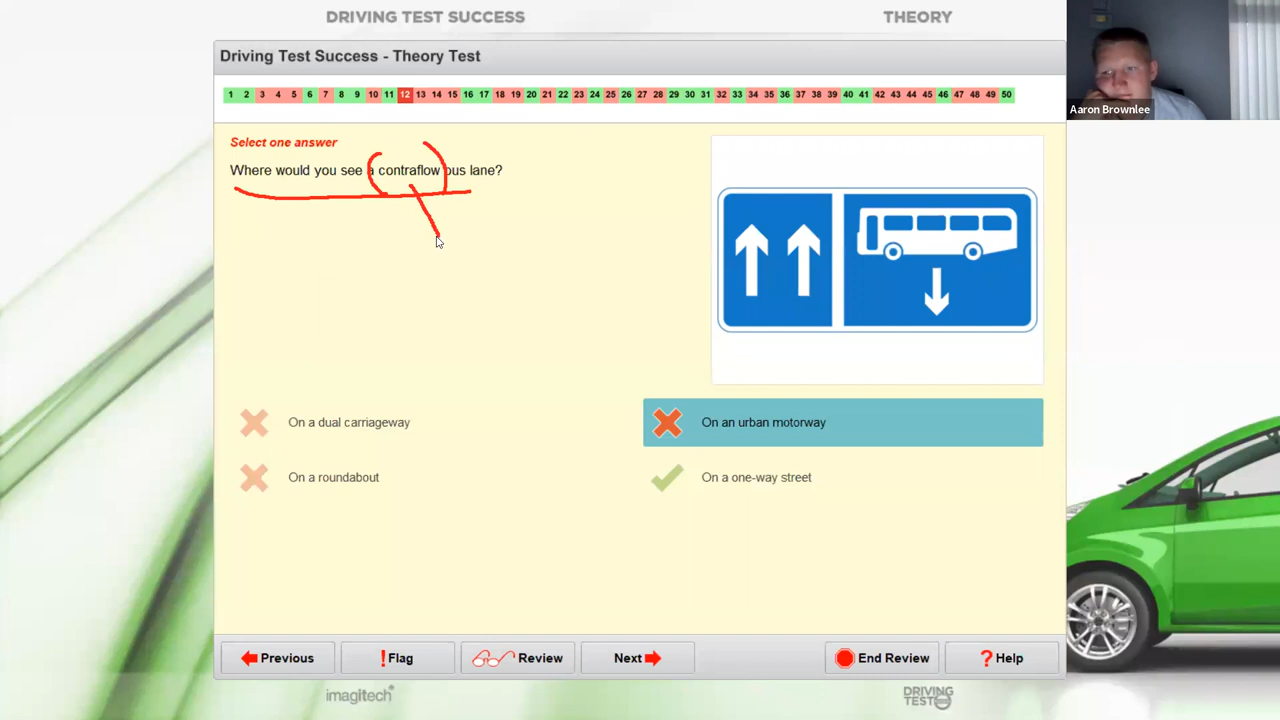 DRIVING TEST SUCCESS
THEORY
Driving Test Success - Theory Test
1 2 3 4 5 6 7 8 9 10 11 12 13 14 15 16 17 18 19 20 21 22 23 24 25 26 27 28 29 30 31 32 33 34 35 36 37 38 39 40 41 42 43 44 45 46 47 48 49 50
Aaron Brownlee
Select one answer
Where would you see a contraflow bus lane?
On a dual carriageway
On an urban motorway
On a roundabout
On a one-way street
Previous
!Flag
Review
Next
End Review
?Help
imagitech
DRIVING
TEST